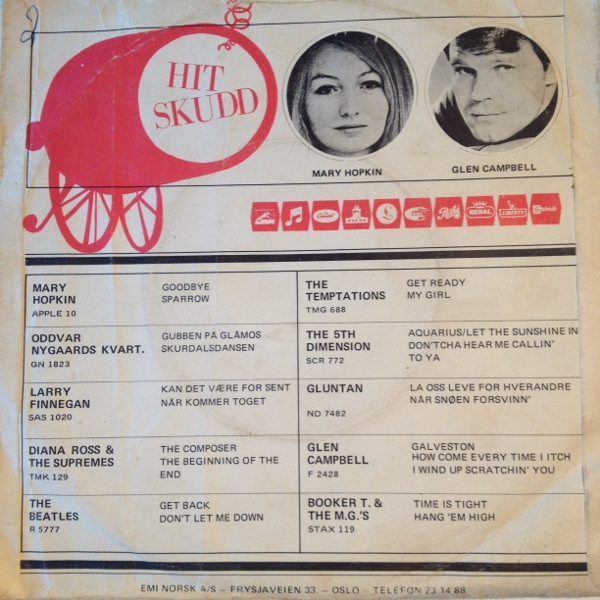 2
HIT
SKUDD
MARY HOPKIN
GLEN CAMPBELL
Capitol
REGAL
LIBERTY
MARY
HOPKIN
APPLE 10
GOODBYE
SPARROW
THE
TEMPTATIONS
TMG 688
GET READY
MY GIRL
ODDVAR
NYGAARDS KVART.
GN 1823
GUBBEN PÅ GLÅMOS
SKURDALSDANSEN
THE 5TH
DIMENSION
SCR 772
AQUARIUS/LET THE SUNSHINE IN
DON'TCHA HEAR ME CALLIN'
TO YA
LARRY
FINNEGAN
SAS 1020
KAN DET VÆRE FOR SENT
NÅR KOMMER TOGET
GLUNTAN
ND 7482
LA OSS LEVE FOR HVERANDRE
NÅR SNØEN FORSVINN'
DIANA ROSS &
THE SUPREMES
TMK 129
THE COMPOSER
THE BEGINNING OF THE
END
GLEN
CAMPBELL
F 2428
GALVESTON
HOW COME EVERY TIME I ITCH
I WIND UP SCRATCHIN' YOU
THE
BEATLES
R 5777
GET BACK
DON'T LET ME DOWN
BOOKER T. &
THE M.G.'S
STAX 119
TIME IS TIGHT
HANG 'EM HIGH
EMI NORSK A/S – FRYSJAVEIEN 33. – OSLO – TELEFON 23 14 88